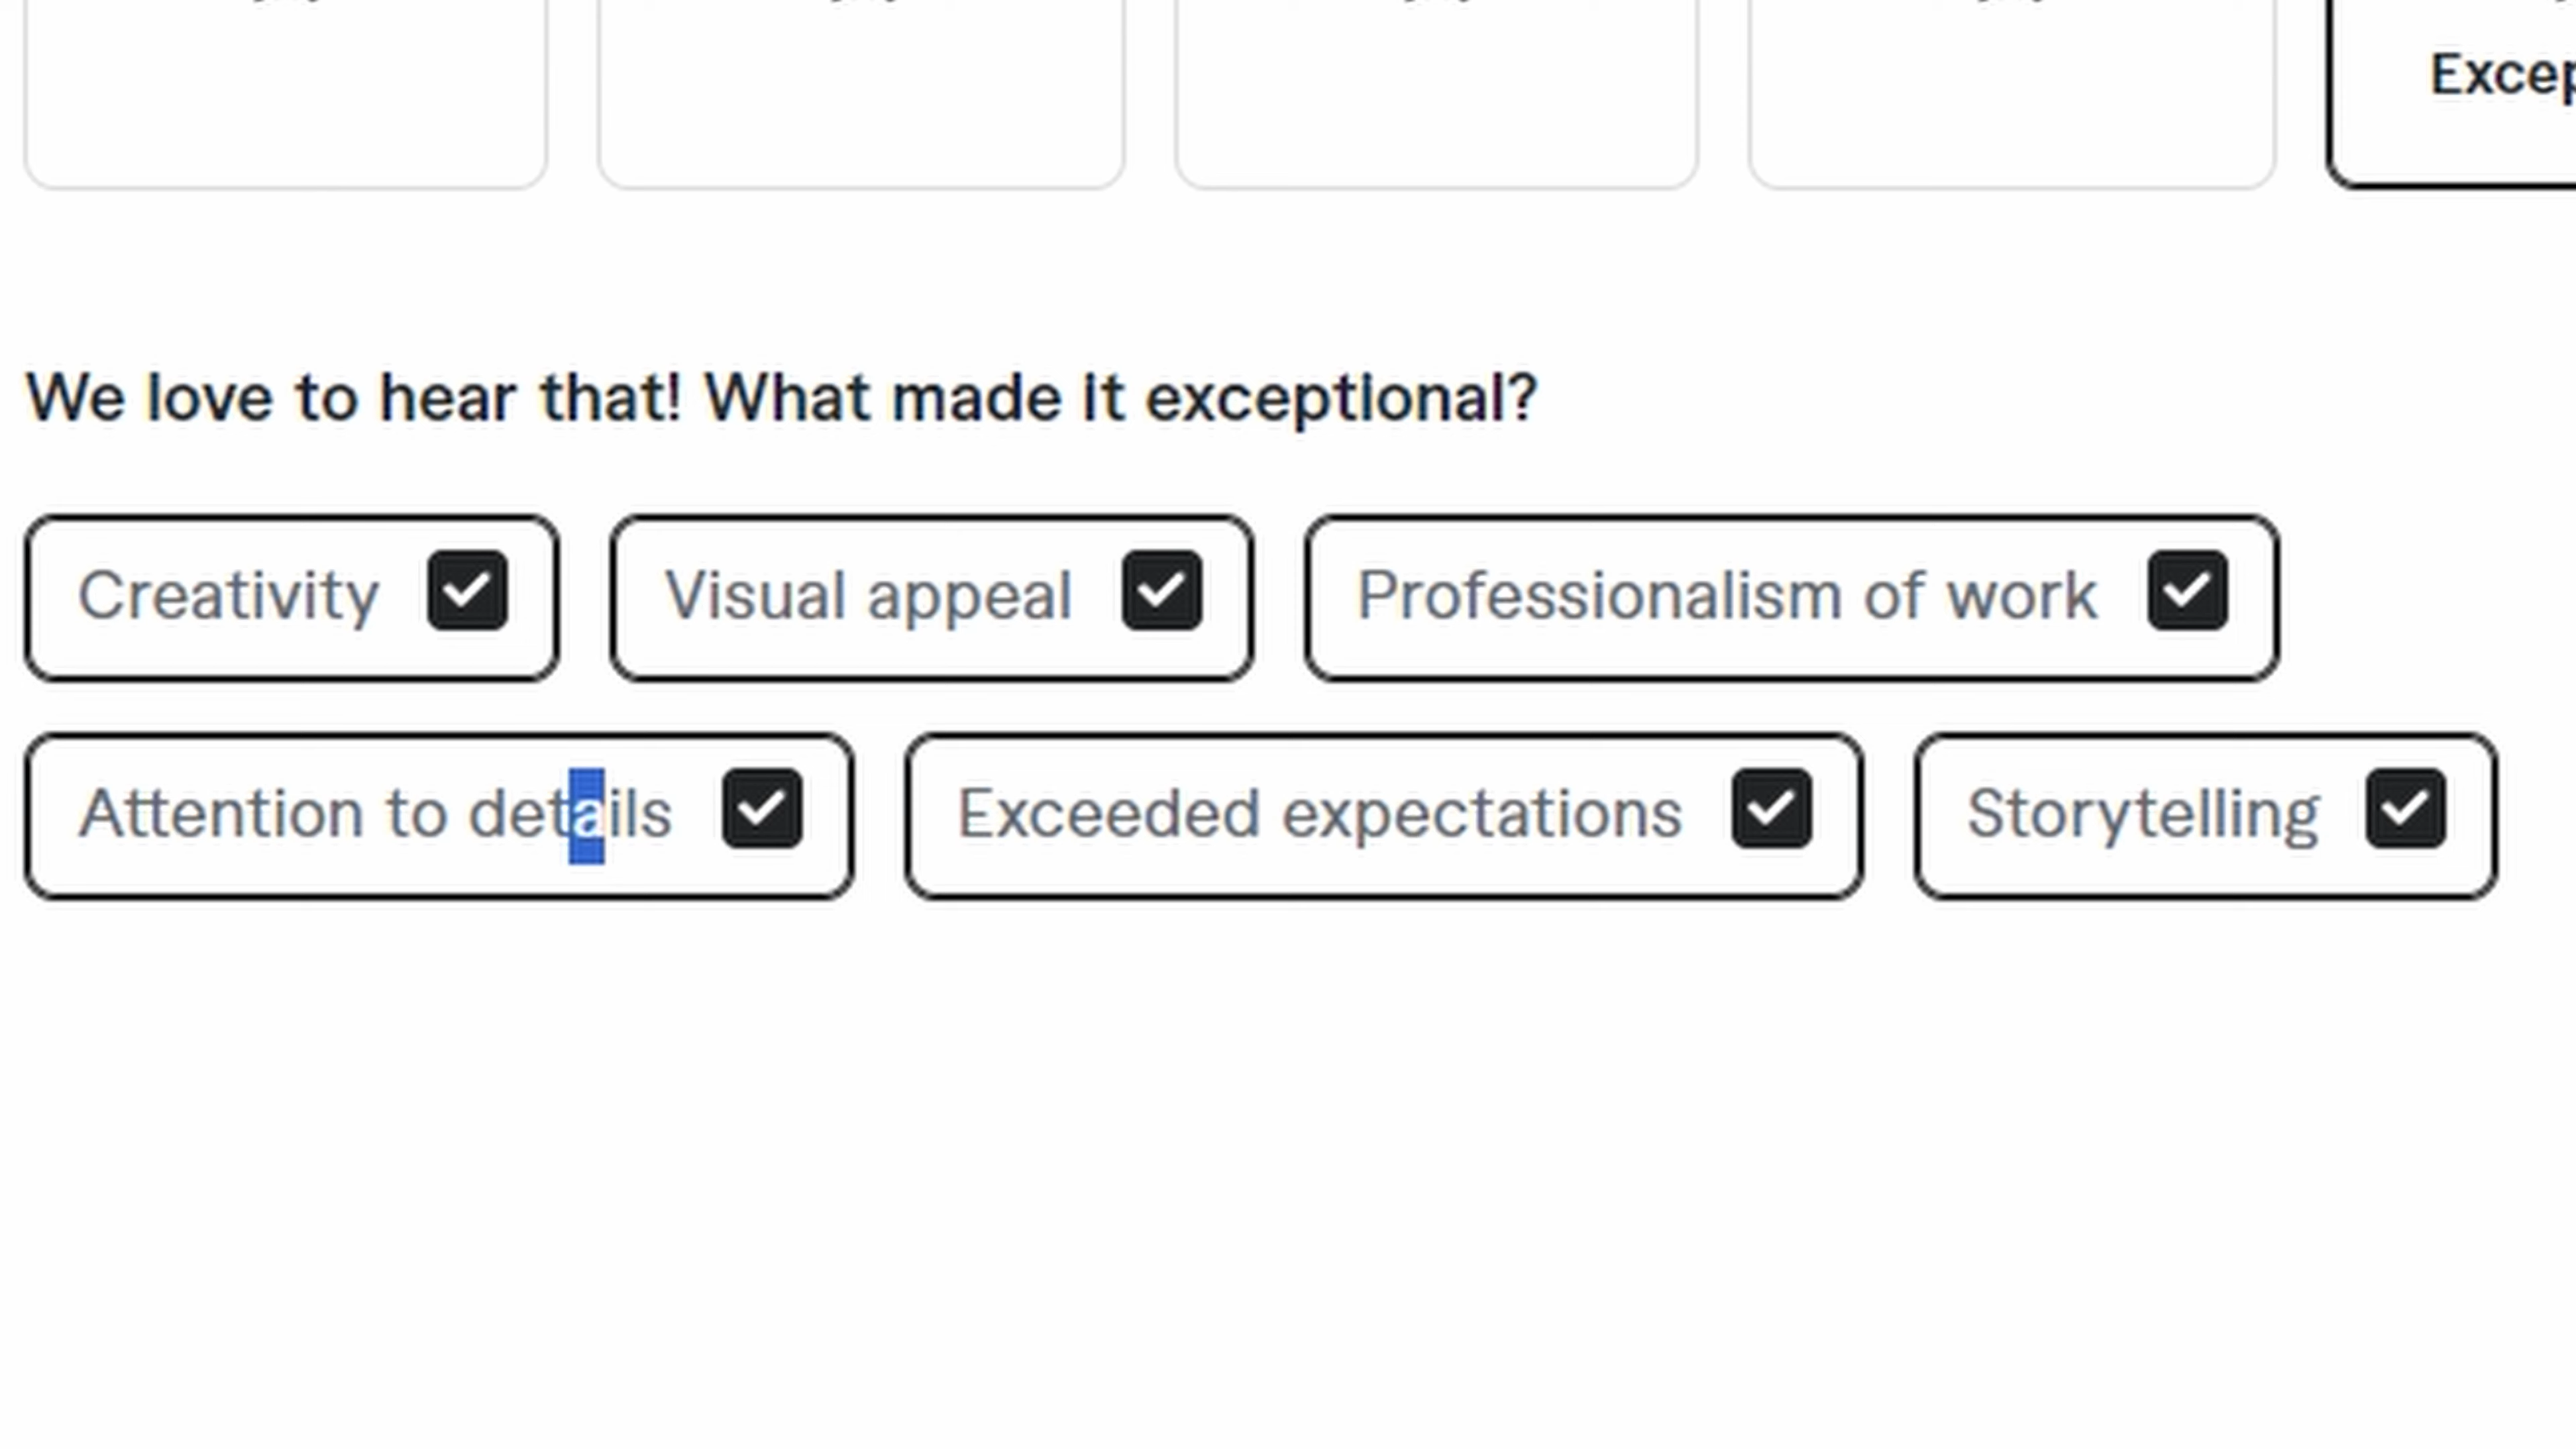 We love to hear that! What made it exceptional?
Creativity Visual appeal Professionalism of work
Attention to details Exceeded expectations Storytelling